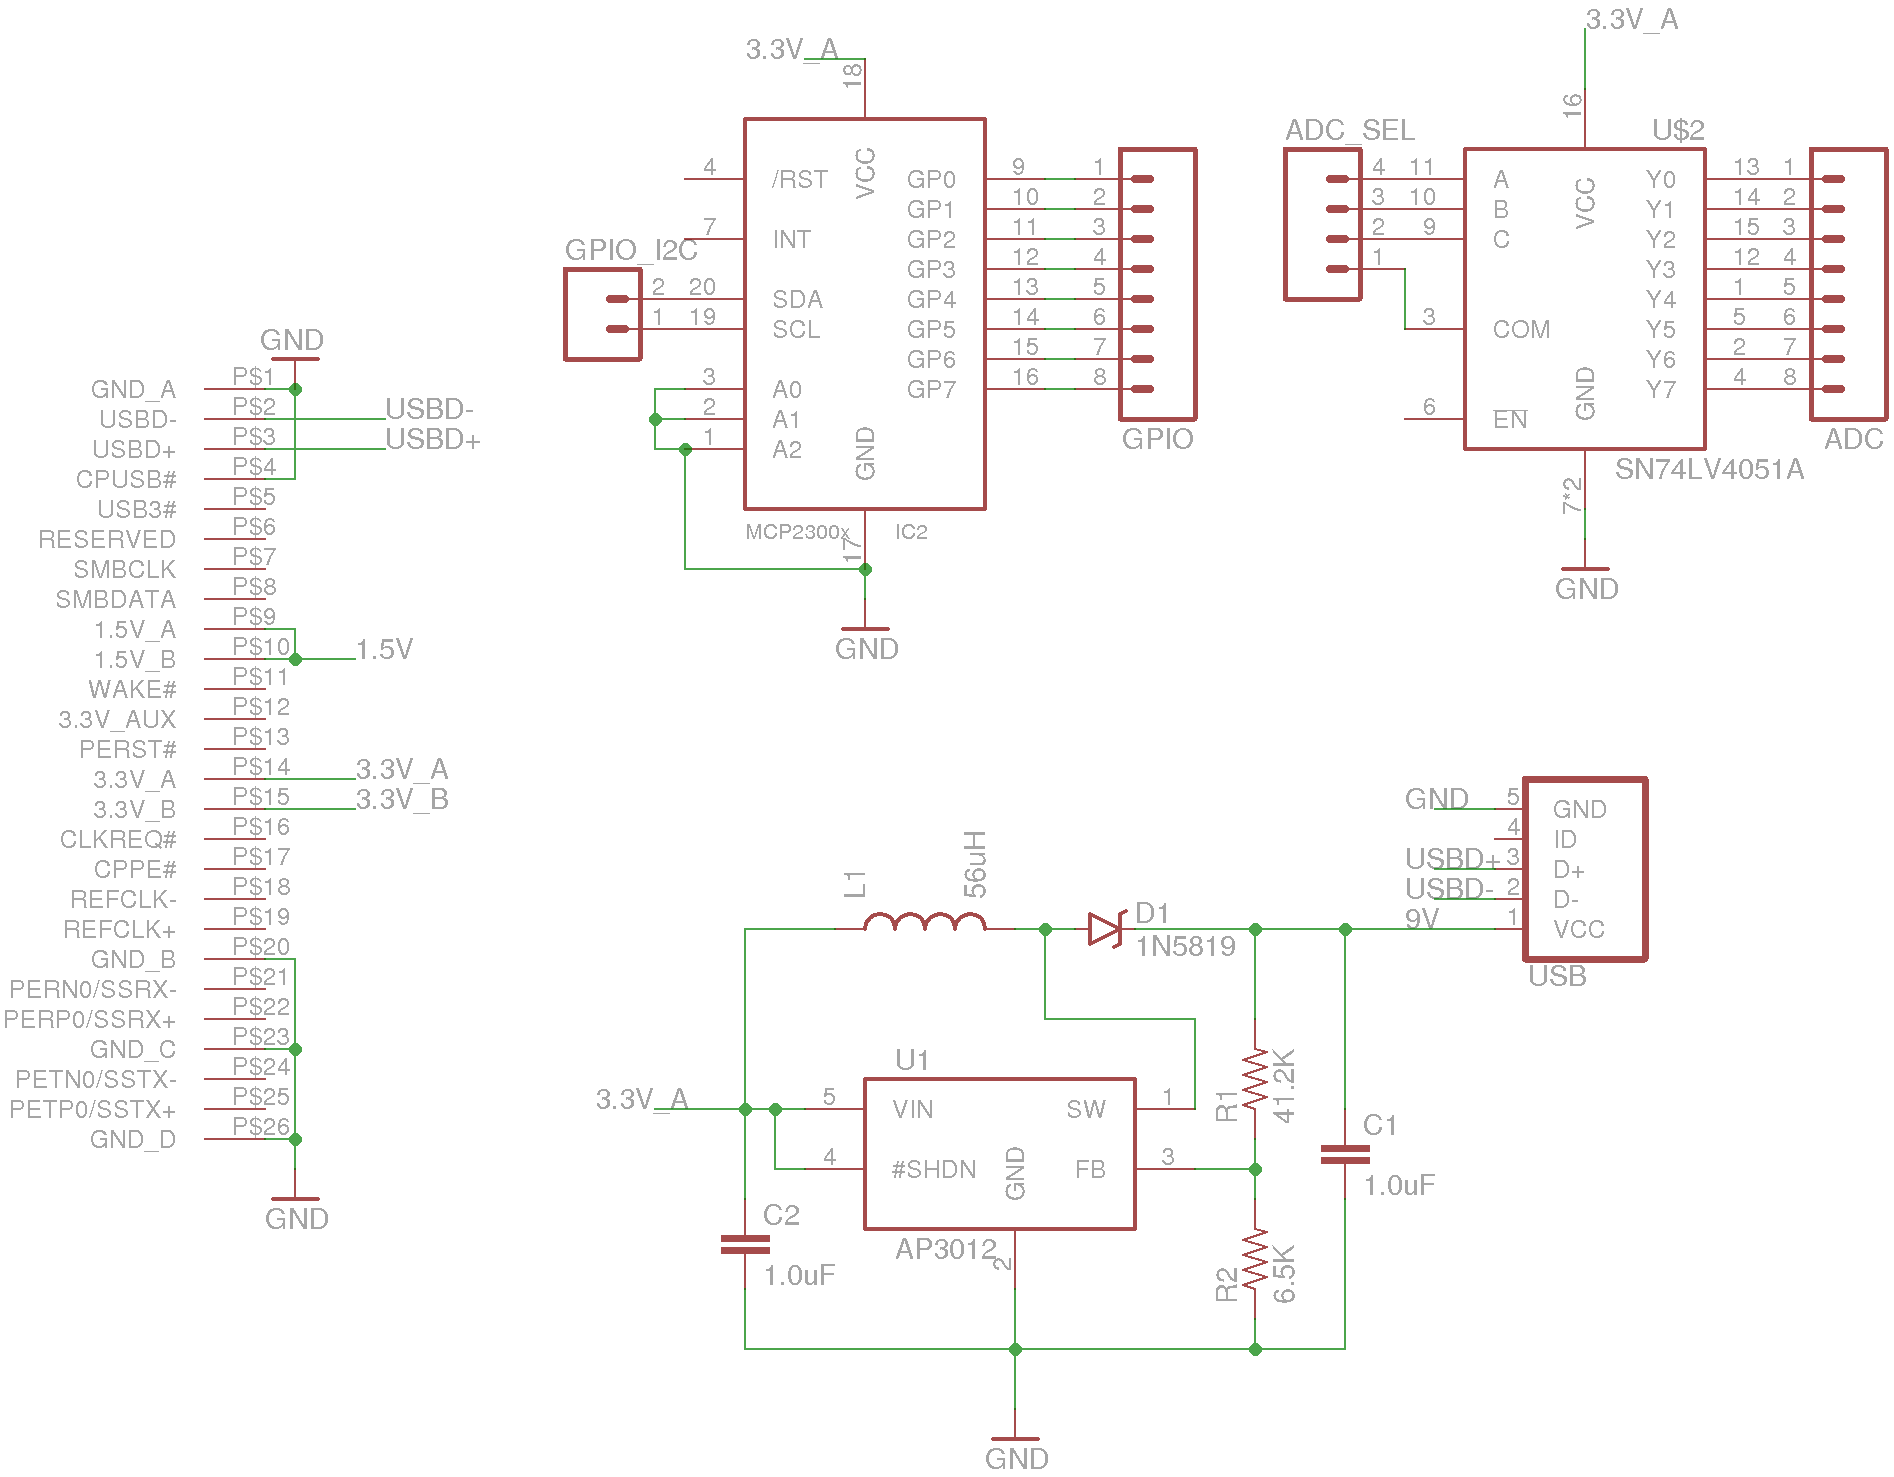 GND
GND_A P$1
USBD- P$2 USBD-
USBD+ P$3 USBD+
CPUSB# P$4
USB3# P$5
RESERVED P$6
SMBCLK P$7
SMBDATA P$8
1.5V_A P$9
1.5V_B P$10 1.5V
WAKE# P$11
3.3V_AUX P$12
PERST# P$13
3.3V_A P$14 3.3V_A
3.3V_B P$15 3.3V_B
CLKREQ# P$16
CPPE# P$17
REFCLK- P$18
REFCLK+ P$19
GND_B P$20
PERN0/SSRX- P$21
PERP0/SSRX+ P$22
GND_C P$23
PETN0/SSTX- P$24
PETP0/SSTX+ P$25
GND_D P$26
GND
3.3V_A
18
VCC
4 /RST GP0 9 1
GP1 10 2
7 INT GP2 11 3
GPIO_I2C
GP3 12 4
2 20 SDA GP4 13 5
1 19 SCL GP5 14 6
GP6 15 7
3 A0 GP7 16 8
2 A1
1 A2
GND
GPIO
MCP2300x IC2
17
GND
3.3V_A
16
ADC_SEL U$2
VCC
4 11 A Y0 13 1
3 10 B Y1 14 2
2 9 C Y2 15 3
1 Y3 12 4
Y4 1 5
3 COM Y5 5 6
Y6 2 7
Y7 4 8
6 EN
GND
ADC
SN74LV4051A
7*2
GND
GND 5 GND
4 ID
USBD+ 3 D+
USBD- 2 D-
9V 1 VCC
USB
L1 56uH
D1
1N5819
U1
3.3V_A 5 VIN SW 1
4 #SHDN GND FB 3
AP3012 2
R1 41.2K
R2 6.5K
C1
1.0uF
C2
1.0uF
GND